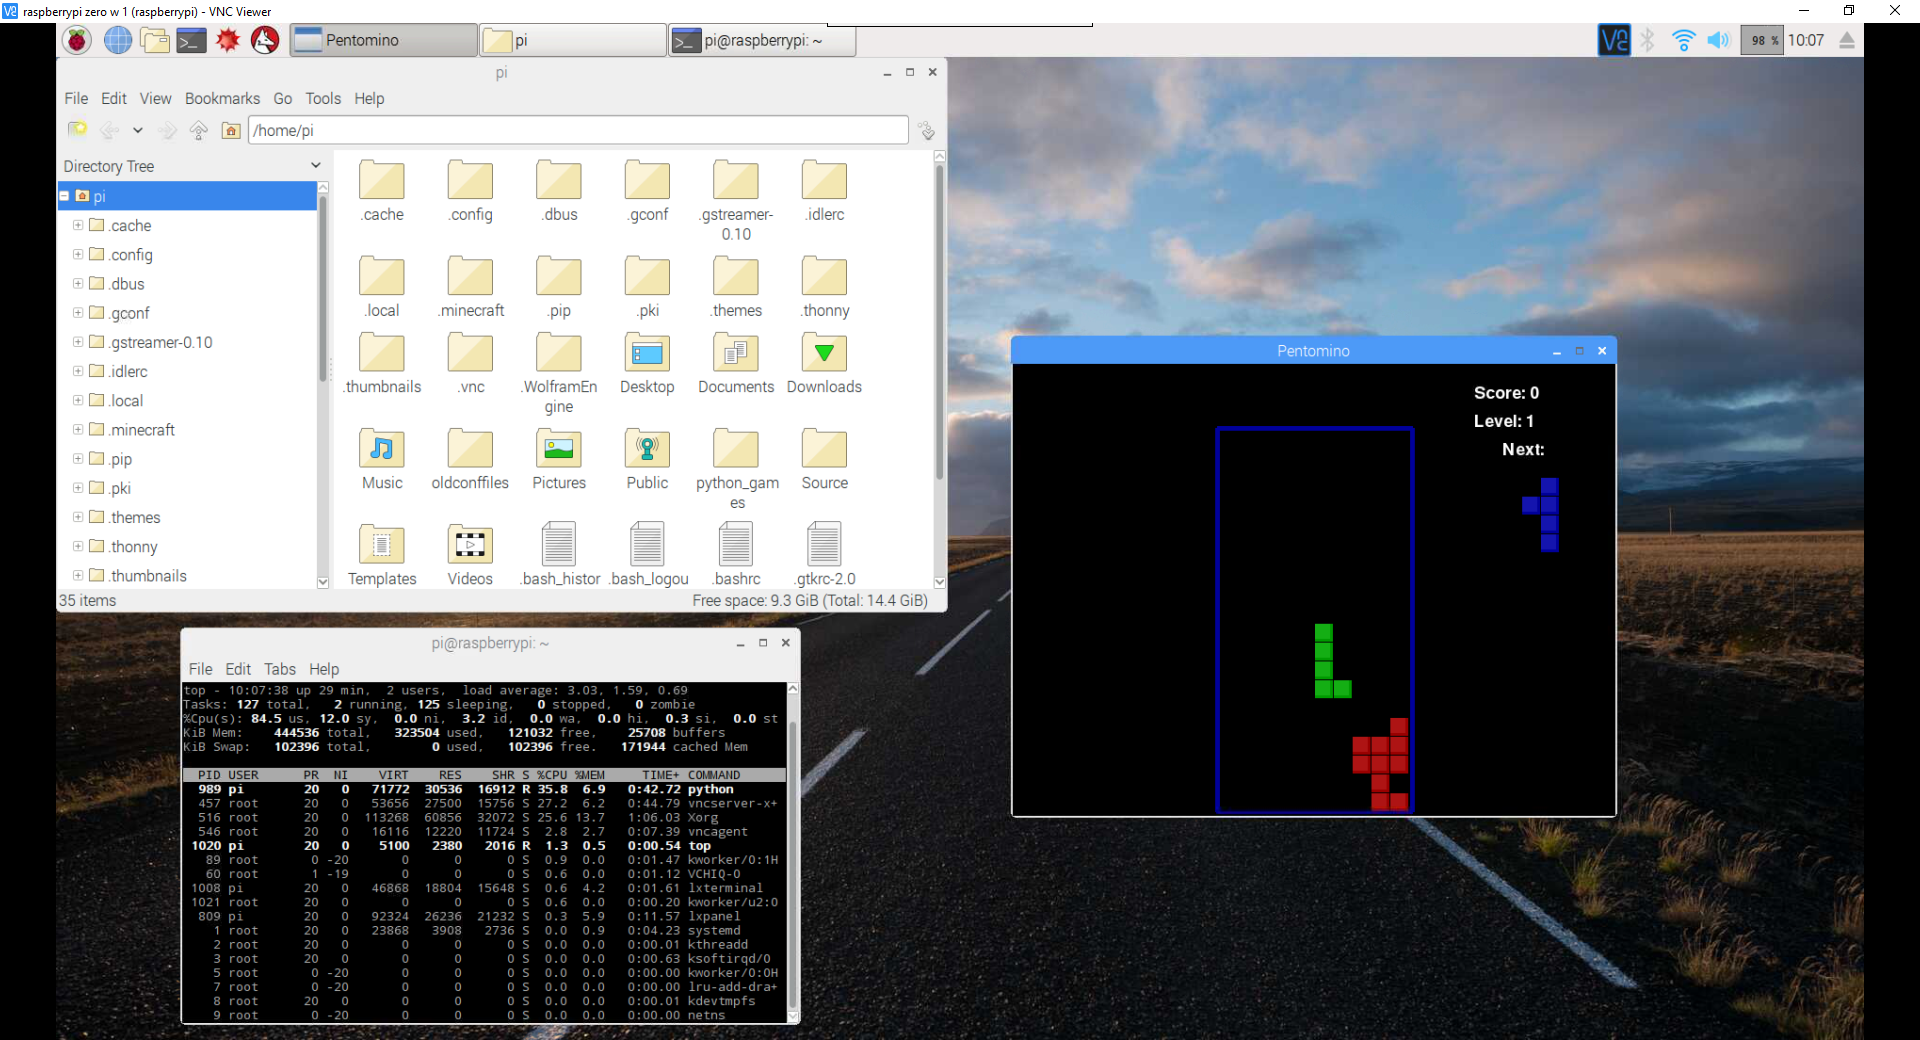 raspberrypi zero w 1 (raspberrypi) - VNC Viewer
Pentomino
pi
pi@raspberrypi: ~
98 %
10:07
pi
File Edit View Bookmarks Go Tools Help
/home/pi
Directory Tree
pi
.cache
.config
.dbus
.gconf
.gstreamer-0.10
.idlerc
.local
.minecraft
.pip
.pki
.themes
.thonny
.thumbnails
.cache .config .dbus .gconf .gstreamer- .idlerc
0.10
.local .minecraft .pip .pki .themes .thonny
.thumbnails .vnc .WolframEn Desktop Documents Downloads
gine
Music oldconffiles Pictures Public python_gam Source
es
Templates Videos .bash_histor .bash_logou .bashrc .gtkrc-2.0
35 items
Free space: 9.3 GiB (Total: 14.4 GiB)
pi@raspberrypi: ~
File Edit Tabs Help
top - 10:07:38 up 29 min, 2 users, load average: 3.03, 1.59, 0.69
Tasks: 127 total, 2 running, 125 sleeping, 0 stopped, 0 zombie
%Cpu(s): 84.5 us, 12.0 sy, 0.0 ni, 3.2 id, 0.0 wa, 0.0 hi, 0.3 si, 0.0 st
KiB Mem: 444536 total, 323504 used, 121032 free, 25708 buffers
KiB Swap: 102396 total, 0 used, 102396 free. 171944 cached Mem
PID USER PR NI VIRT RES SHR S %CPU %MEM TIME+ COMMAND
989 pi 20 0 71772 30536 16912 R 35.8 6.9 0:42.72 python
457 root 20 0 53656 27500 15756 S 27.2 6.2 0:44.79 vncserver-x+
516 root 20 0 113268 60856 32072 S 25.6 13.7 1:06.03 Xorg
546 root 20 0 16116 12220 11724 S 2.8 2.7 0:07.39 vncagent
1020 pi 20 0 5100 2380 2016 R 1.3 0.5 0:00.54 top
89 root 0 -20 0 0 0 S 0.9 0.0 0:01.47 kworker/0:1H
60 root 1 -19 0 0 0 S 0.6 0.0 0:01.12 VCHIQ-0
1008 pi 20 0 46868 18804 15648 S 0.6 4.2 0:01.61 lxterminal
1021 root 20 0 0 0 0 S 0.6 0.0 0:00.20 kworker/u2:0
809 pi 20 0 92324 26236 21232 S 0.3 5.9 0:11.57 lxpanel
1 root 20 0 23868 3908 2736 S 0.0 0.9 0:04.23 systemd
2 root 20 0 0 0 0 S 0.0 0.0 0:00.01 kthreadd
3 root 20 0 0 0 0 S 0.0 0.0 0:00.63 ksoftirqd/0
5 root 0 -20 0 0 0 S 0.0 0.0 0:00.00 kworker/0:0H
7 root 0 -20 0 0 0 S 0.0 0.0 0:00.00 lru-add-dra+
8 root 20 0 0 0 0 S 0.0 0.0 0:00.01 kdevtmpfs
9 root 0 -20 0 0 0 S 0.0 0.0 0:00.00 netns
Pentomino
Score: 0
Level: 1
Next: